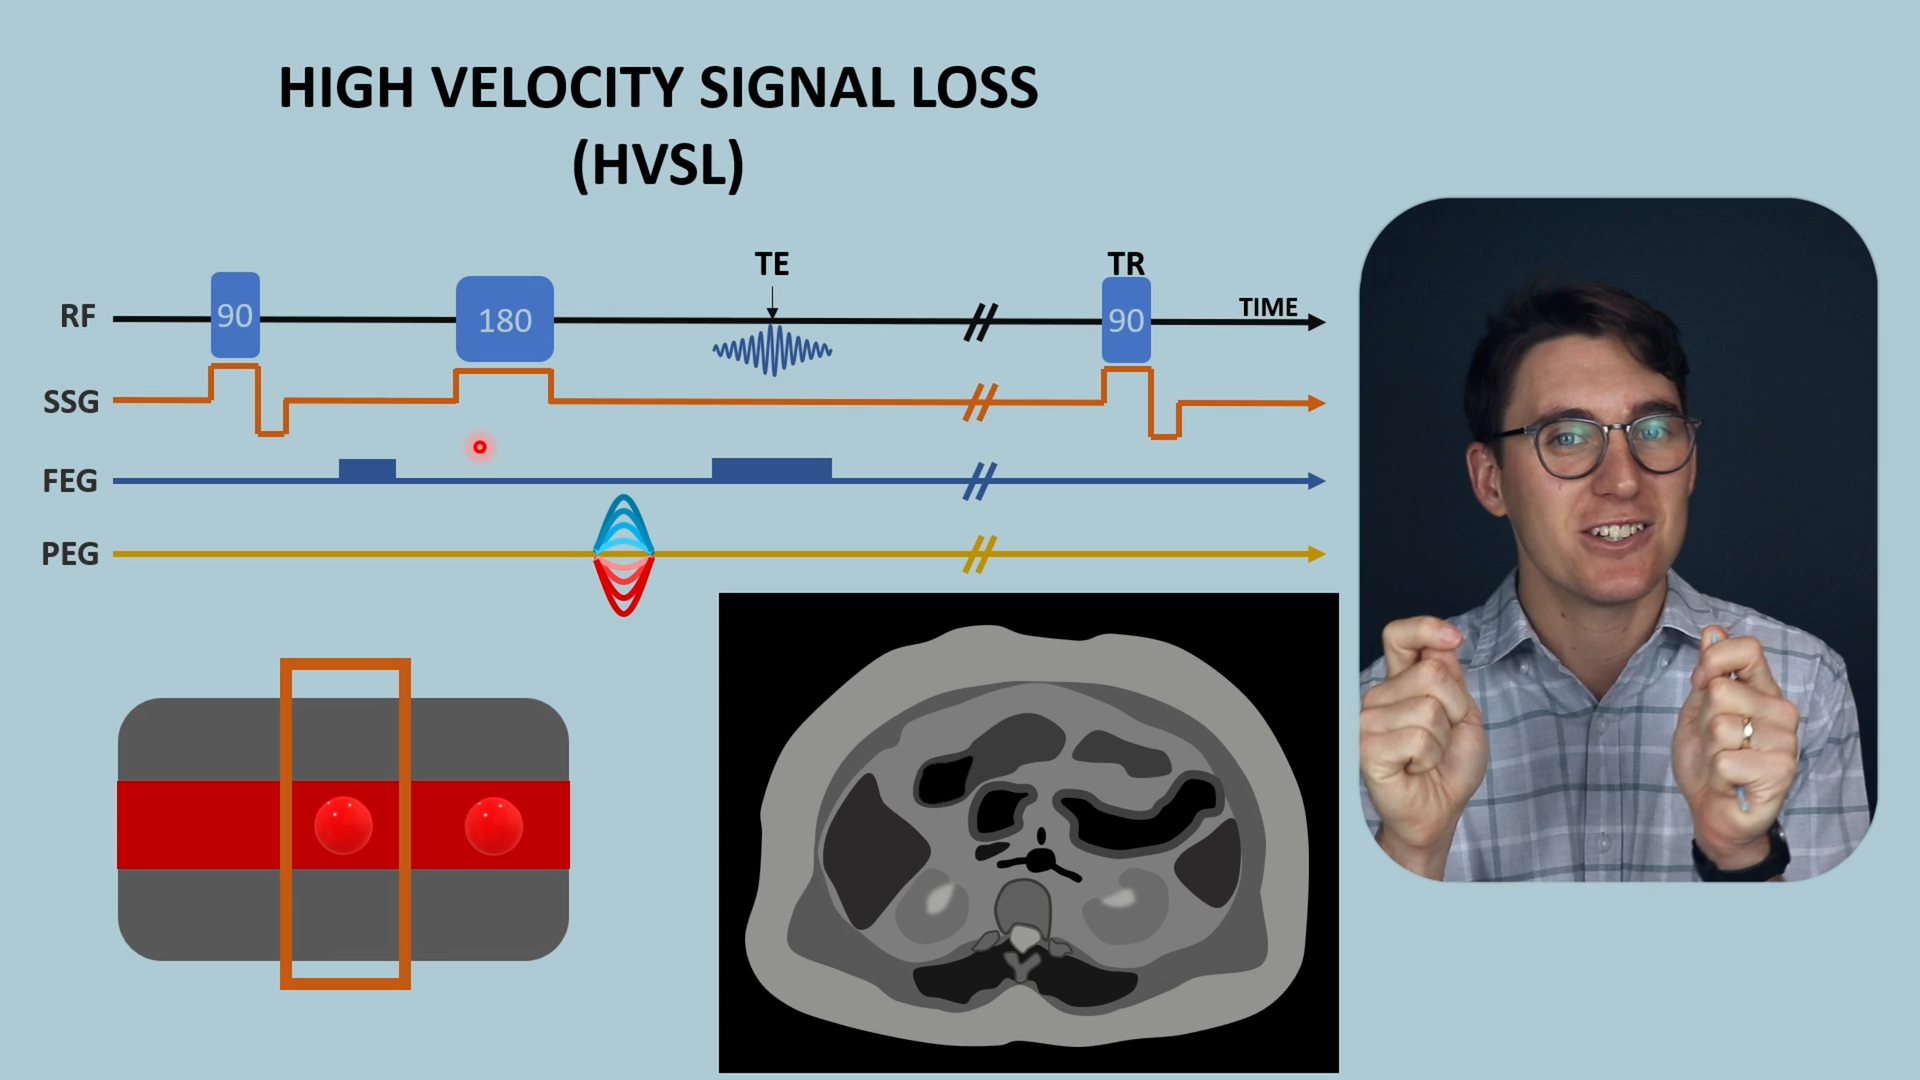 HIGH VELOCITY SIGNAL LOSS
(HVSL)
TE
TR
RF
90
180
90
TIME
SSG
FEG
PEG